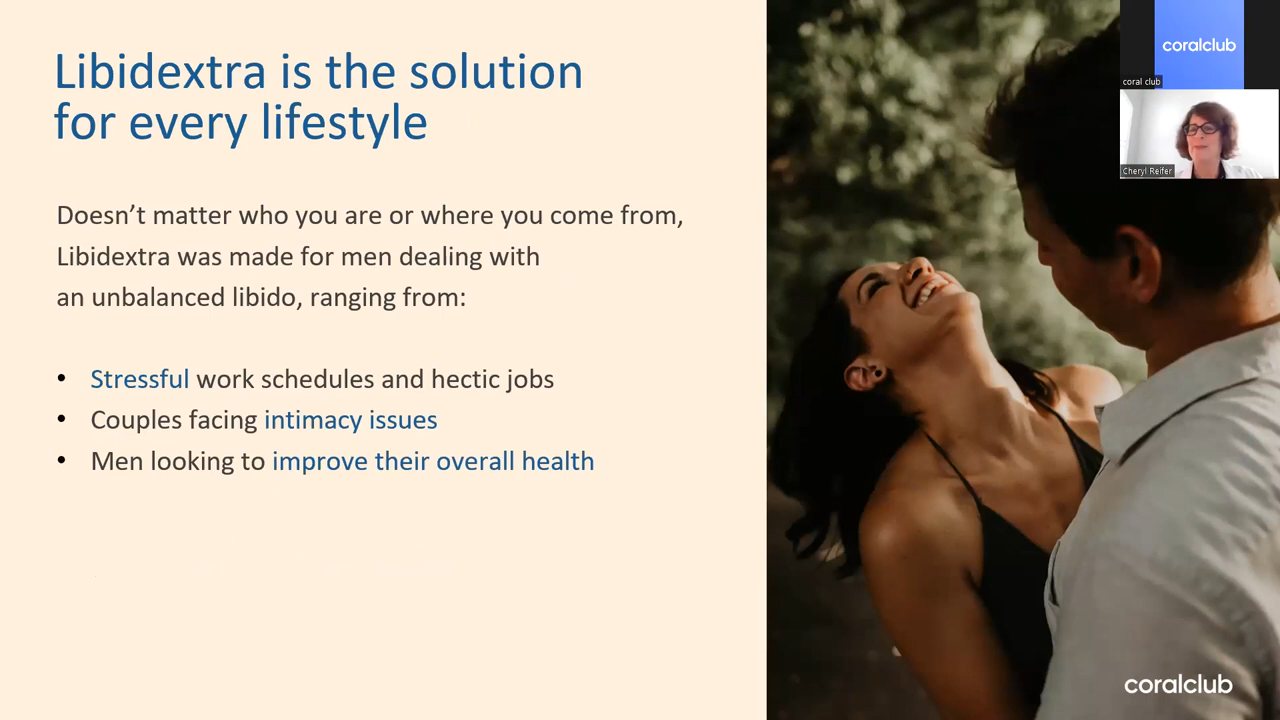 Libidextra is the solution
for every lifestyle
Doesn’t matter who you are or where you come from,
Libidextra was made for men dealing with
an unbalanced libido, ranging from:
• Stressful work schedules and hectic jobs
• Couples facing intimacy issues
• Men looking to improve their overall health
coralclub
coral club
Cheryl Reifer
coralclub